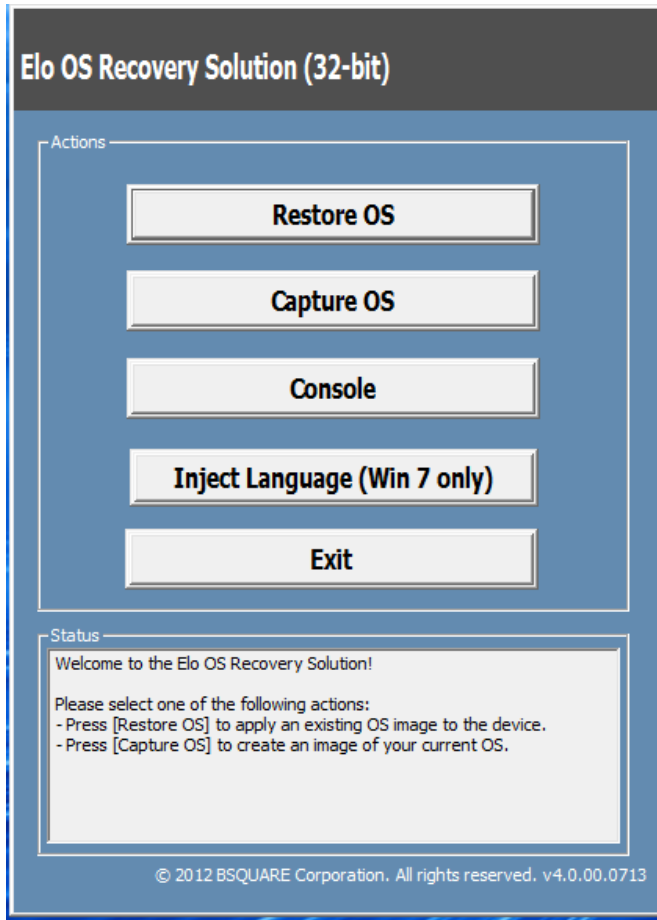 Elo OS Recovery Solution (32-bit)
Actions
Restore OS
Capture OS
Console
Inject Language (Win 7 only)
Exit
Status
Welcome to the Elo OS Recovery Solution!
Please select one of the following actions:
- Press [Restore OS] to apply an existing OS image to the device.
- Press [Capture OS] to create an image of your current OS.
© 2012 BSQUARE Corporation. All rights reserved. v4.0.00.0713